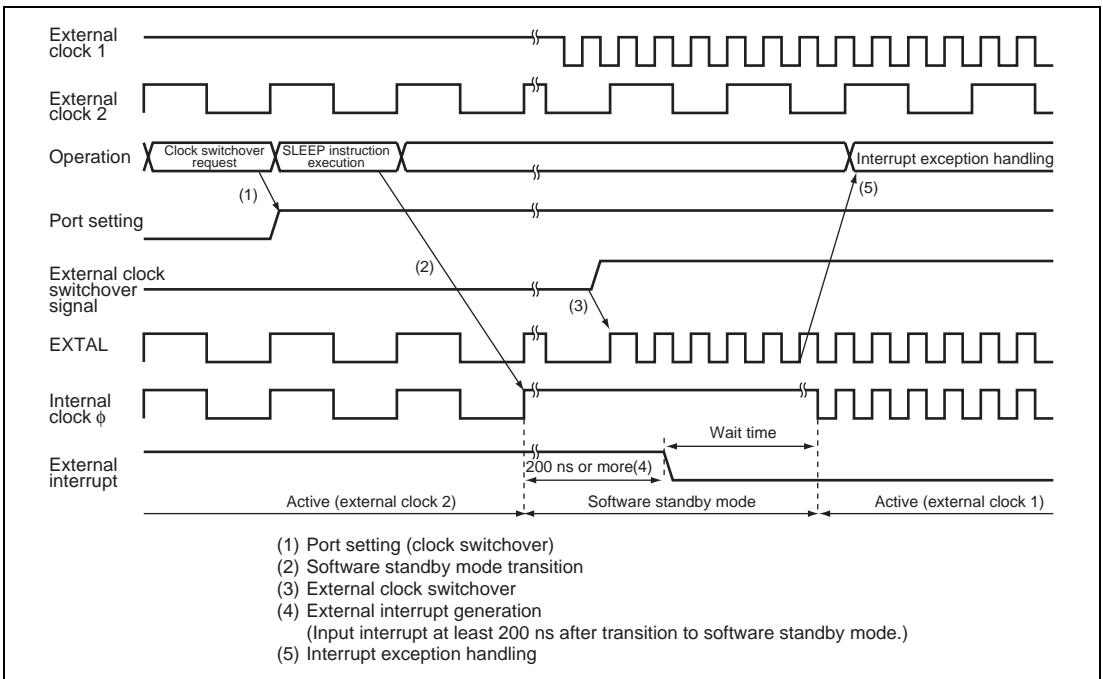 External
clock 1
External
clock 2
Operation
Clock switchover
request
SLEEP instruction
execution
Interrupt exception handling
(1)
(5)
Port setting
(2)
External clock
switchover
signal
(3)
EXTAL
Internal
clock φ
Wait time
External
interrupt
200 ns or more(4)
Active (external clock 2)
Software standby mode
Active (external clock 1)
(1) Port setting (clock switchover)
(2) Software standby mode transition
(3) External clock switchover
(4) External interrupt generation
(Input interrupt at least 200 ns after transition to software standby mode.)
(5) Interrupt exception handling